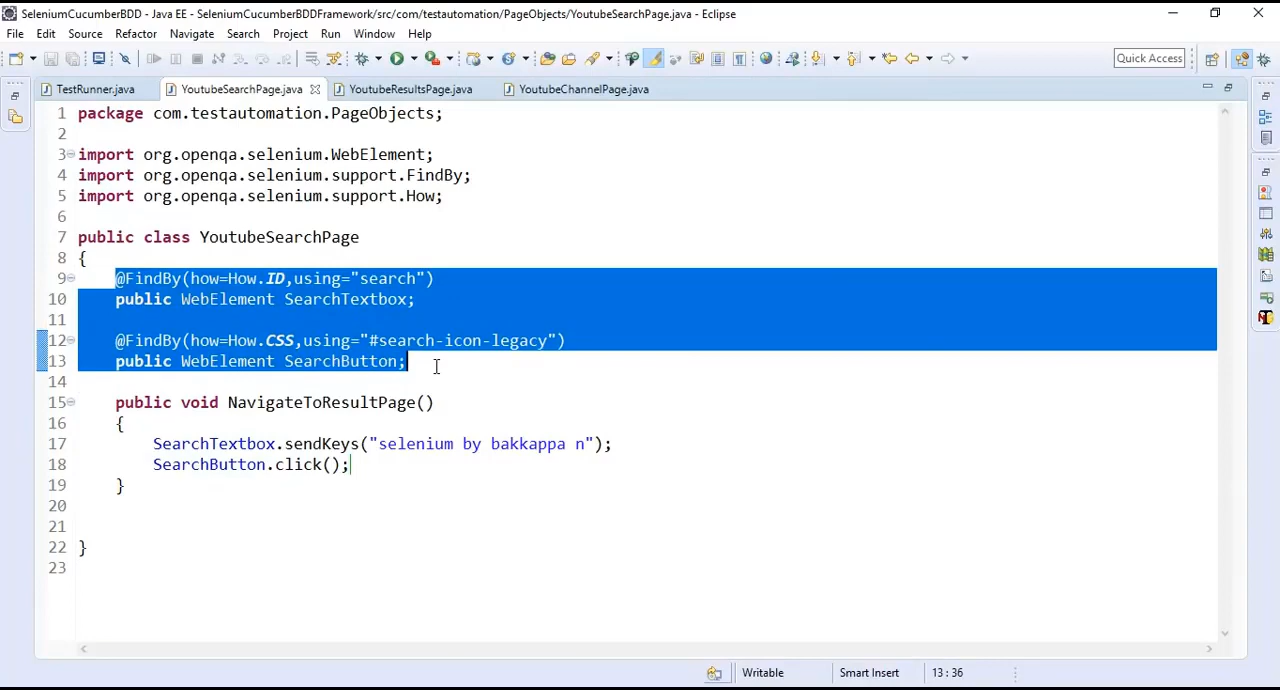 SeleniumCucumberBDD - Java EE - SeleniumCucumberBDDFramework/src/com/testautomation/PageObjects/YoutubeSearchPage.java - Eclipse
File Edit Source Refactor Navigate Search Project Run Window Help
Quick Access
TestRunner.java YoutubeSearchPage.java YoutubeResultsPage.java YoutubeChannelPage.java
1 package com.testautomation.PageObjects;
2
3 import org.openqa.selenium.WebElement;
4 import org.openqa.selenium.support.FindBy;
5 import org.openqa.selenium.support.How;
6
7 public class YoutubeSearchPage
8 {
9 @FindBy(how=How.ID,using="search")
10 public WebElement SearchTextbox;
11
12 @FindBy(how=How.CSS,using="#search-icon-legacy")
13 public WebElement SearchButton;
14
15 public void NavigateToResultPage()
16 {
17 SearchTextbox.sendKeys("selenium by bakkappa n");
18 SearchButton.click();
19 }
20
21
22 }
23
Writable Smart Insert 13 : 36